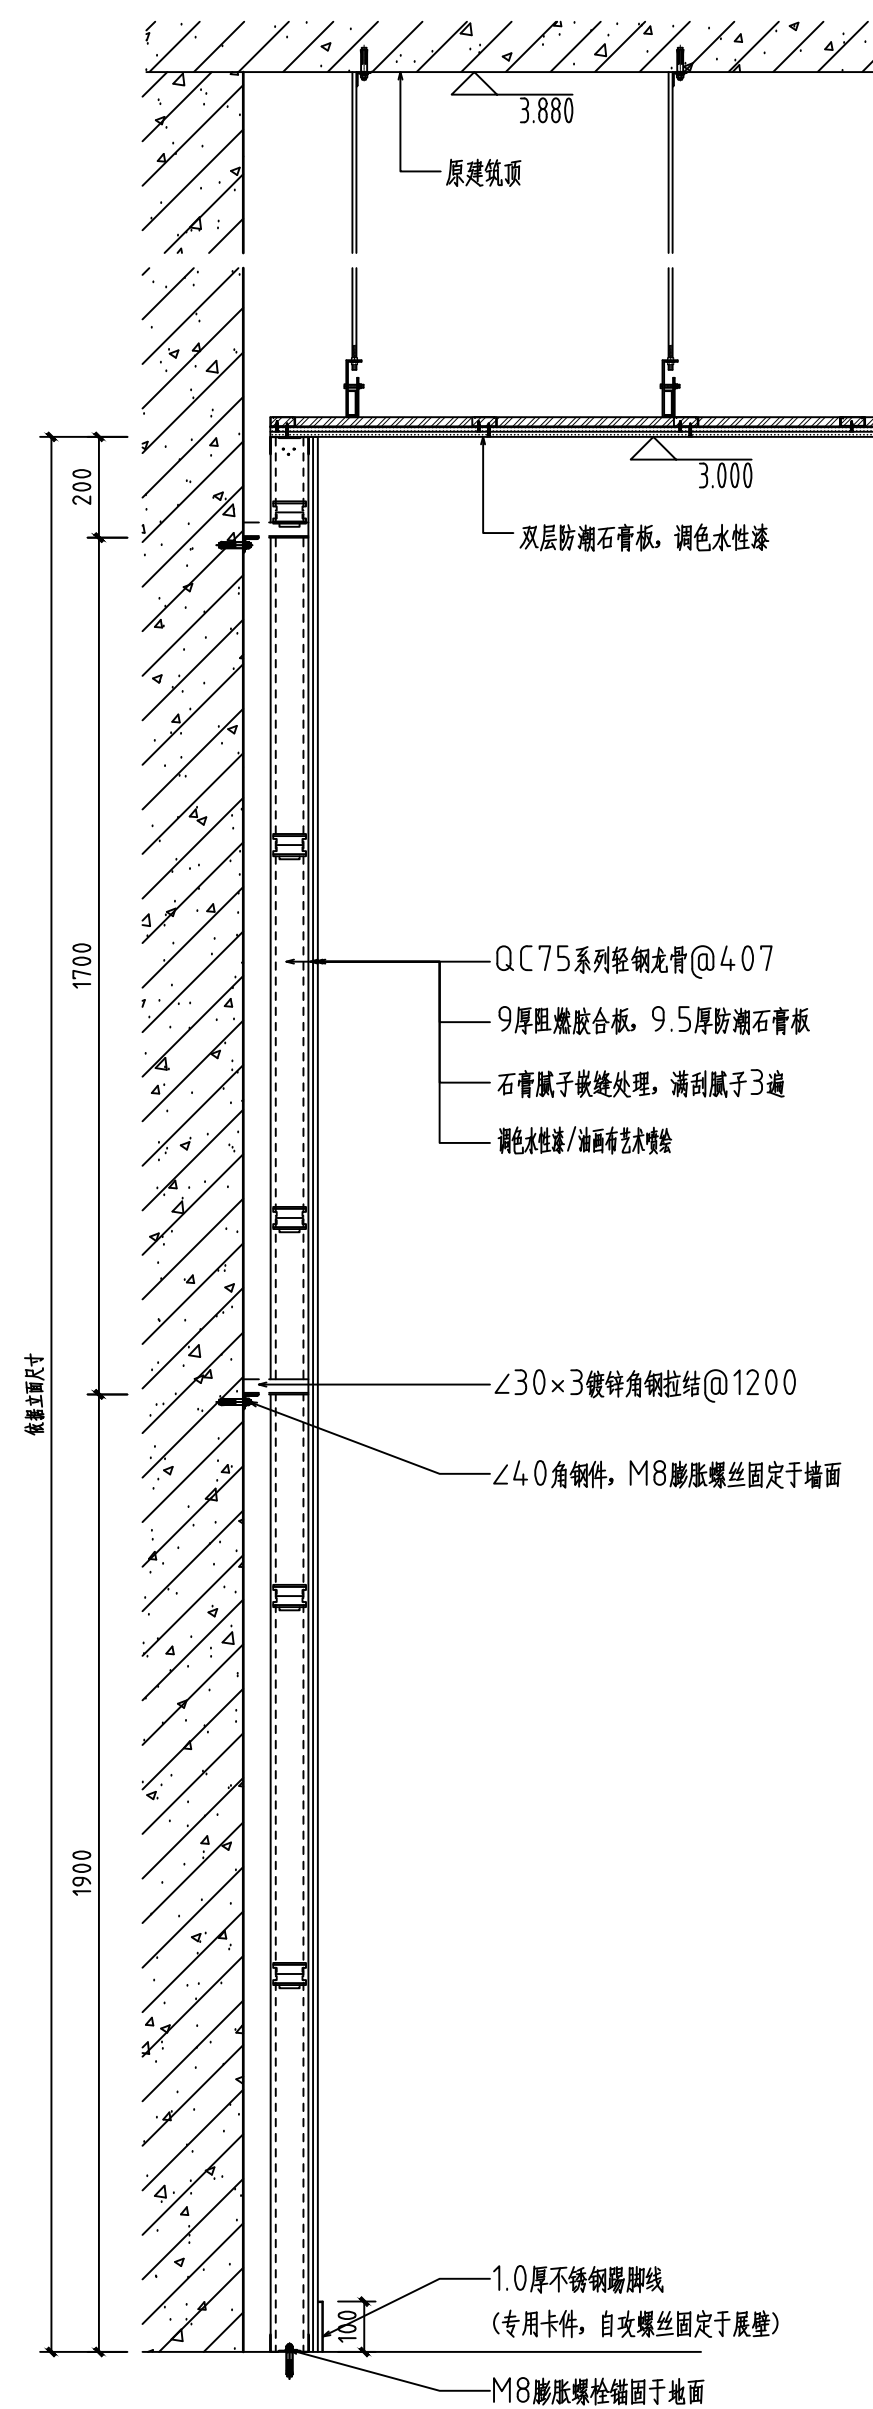 3.880
原建筑顶
3.000
200
双层防潮石膏板，调色水性漆
1700
QC75系列轻钢龙骨@407
9厚阻燃胶合板，9.5厚防潮石膏板
石膏腻子嵌缝处理，满刮腻子3遍
调色水性漆/油画布艺术喷绘
依据立面尺寸
∠30×3镀锌角钢拉结@1200
∠40角钢件，M8膨胀螺丝固定于墙面
1900
1.0厚不锈钢踢脚线
（专用卡件，自攻螺丝固定于展壁）
100
M8膨胀螺栓锚固于地面